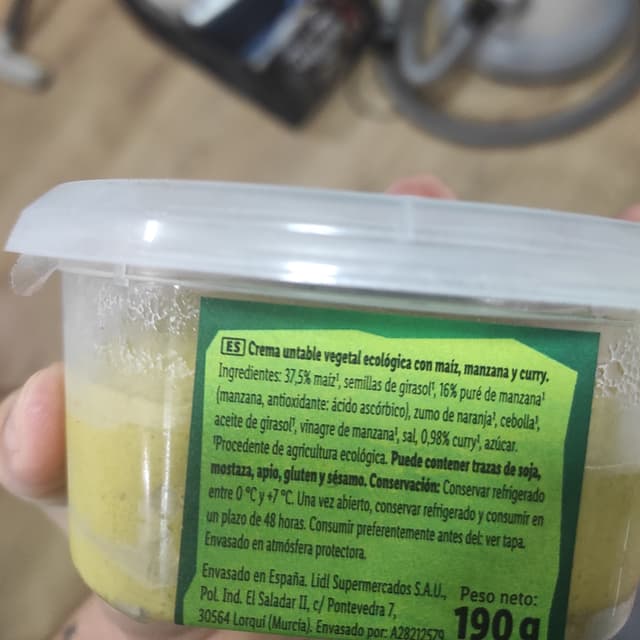 ES Crema untable vegetal ecológica con maíz, manzana y curry.
Ingredientes: 37,5% maíz¹, semillas de girasol¹, 16% puré de manzana¹
(manzana, antioxidante: ácido ascórbico), zumo de naranja¹, cebolla¹,
aceite de girasol¹, vinagre de manzana¹, sal, 0,98% curry¹, azúcar.
¹Procedente de agricultura ecológica. Puede contener trazas de soja,
mostaza, apio, gluten y sésamo. Conservación: Conservar refrigerado
entre 0 °C y +7 °C. Una vez abierto, conservar refrigerado y consumir en
un plazo de 48 horas. Consumir preferentemente antes del: ver tapa.
Envasado en atmósfera protectora.
Envasado en España. Lidl Supermercados S.A.U.,
Pol. Ind. El Saladar II, c/ Pontevedra 7,
30564 Lorquí (Murcia). Envasado por: A28212579
Peso neto:
190 g